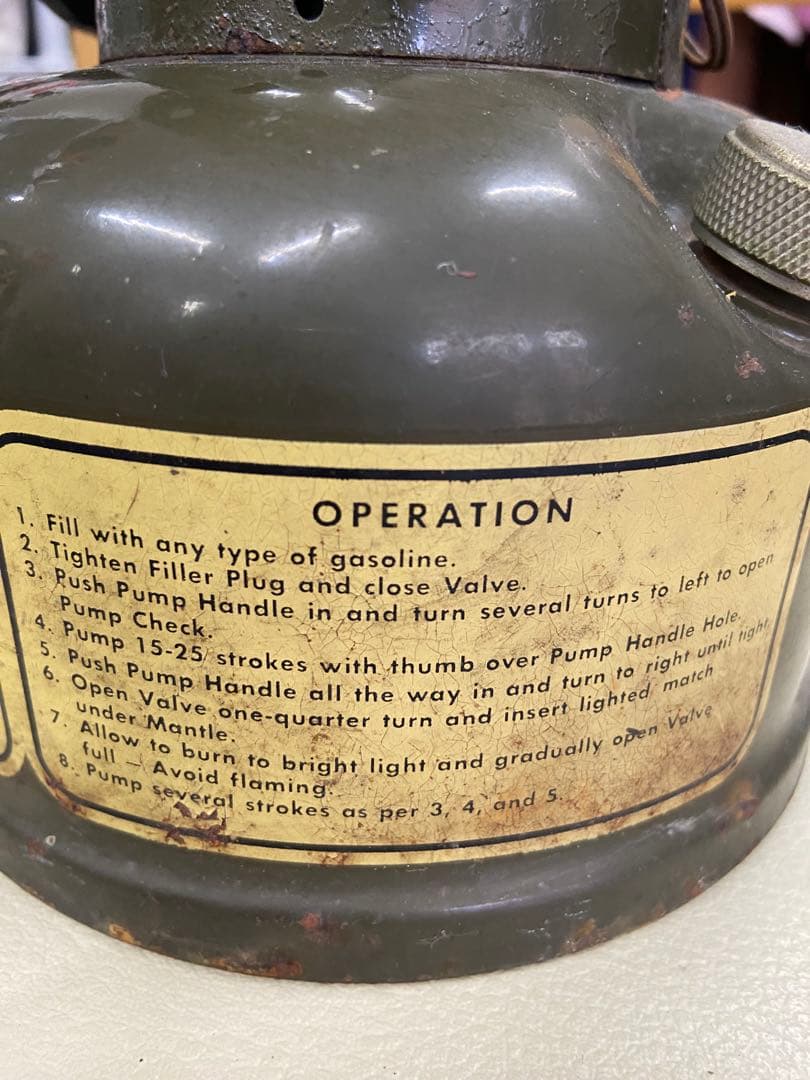 OPERATION
1. Fill with any type of gasoline.
2. Tighten Filler Plug and close Valve.
3. Push Pump Handle in and turn several turns to left to open
Pump Check.
4. Pump 15-25 strokes with thumb over Pump Handle Hole.
5. Push Pump Handle all the way in and turn to right until tight.
6. Open Valve one-quarter turn and insert lighted match
under Mantle.
7. Allow to burn to bright light and gradually open Valve
full — Avoid flaming.
8. Pump several strokes as per 3, 4, and 5.